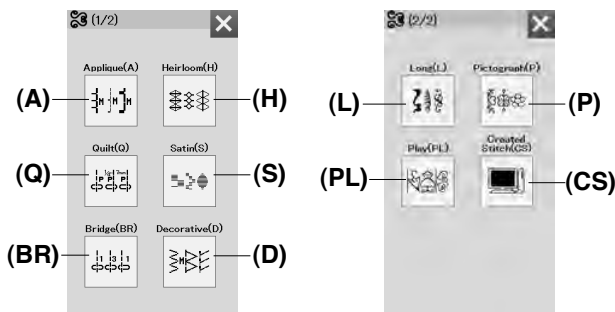 (1/2)
Applique(A) Heirloom(H)
(A) (H)
Quilt(Q) Satin(S)
(Q) (S)
Bridge(BR) Decorative(D)
(BR) (D)
(2/2)
Long(L) Pictograph(P)
(L) (P)
Play(PL) Created
Stitch(CS)
(PL) (CS)